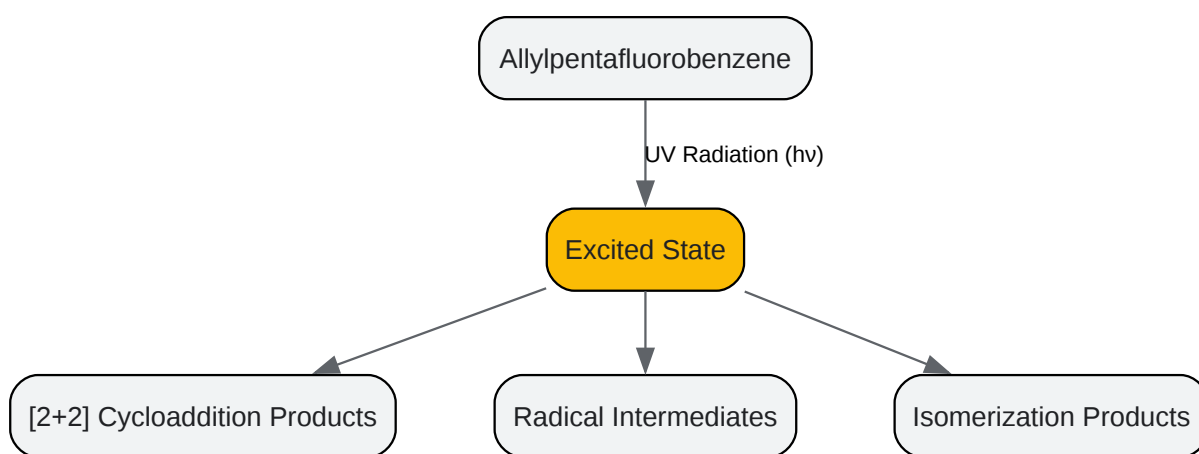 Allylpentafluorobenzene
UV Radiation (hν)
Excited State
[2+2] Cycloaddition Products
Radical Intermediates
Isomerization Products